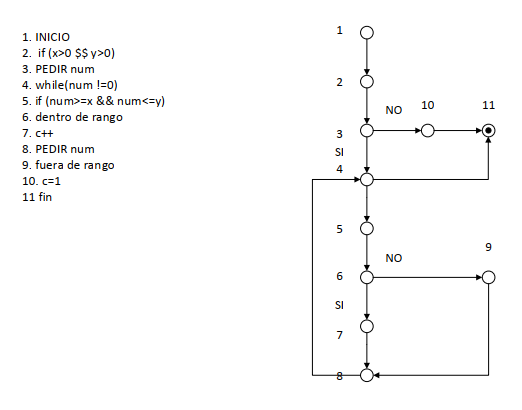 1. INICIO
2. if (x>0 $$ y>0)
3. PEDIR num
4. while(num !=0)
5. if (num>=x && num<=y)
6. dentro de rango
7. c++
8. PEDIR num
9. fuera de rango
10. c=1
11 fin
1
2
NO
10
11
3
SI
4
5
NO
9
6
SI
7
8